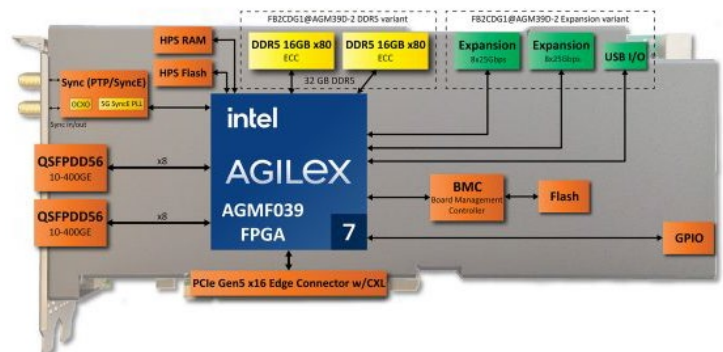 FB2CDG1@AGM39D-2 DDR5 variant
FB2CDG1@AGM39D-2 Expansion variant
HPS RAM
DDR5 16GB x80
ECC
DDR5 16GB x80
ECC
Expansion
8x25Gbps
Expansion
8x25Gbps
USB I/O
HPS Flash
32 GB DDR5
Sync (PTP/SyncE)
OCXO
5G SyncE PLL
Sync in/out
intel
AGILEX
AGMF039
FPGA
7
QSFPDD56
10-400GE
x8
QSFPDD56
10-400GE
x8
BMC
Board Management
Controller
Flash
GPIO
PCIe Gen5 x16 Edge Connector w/CXL